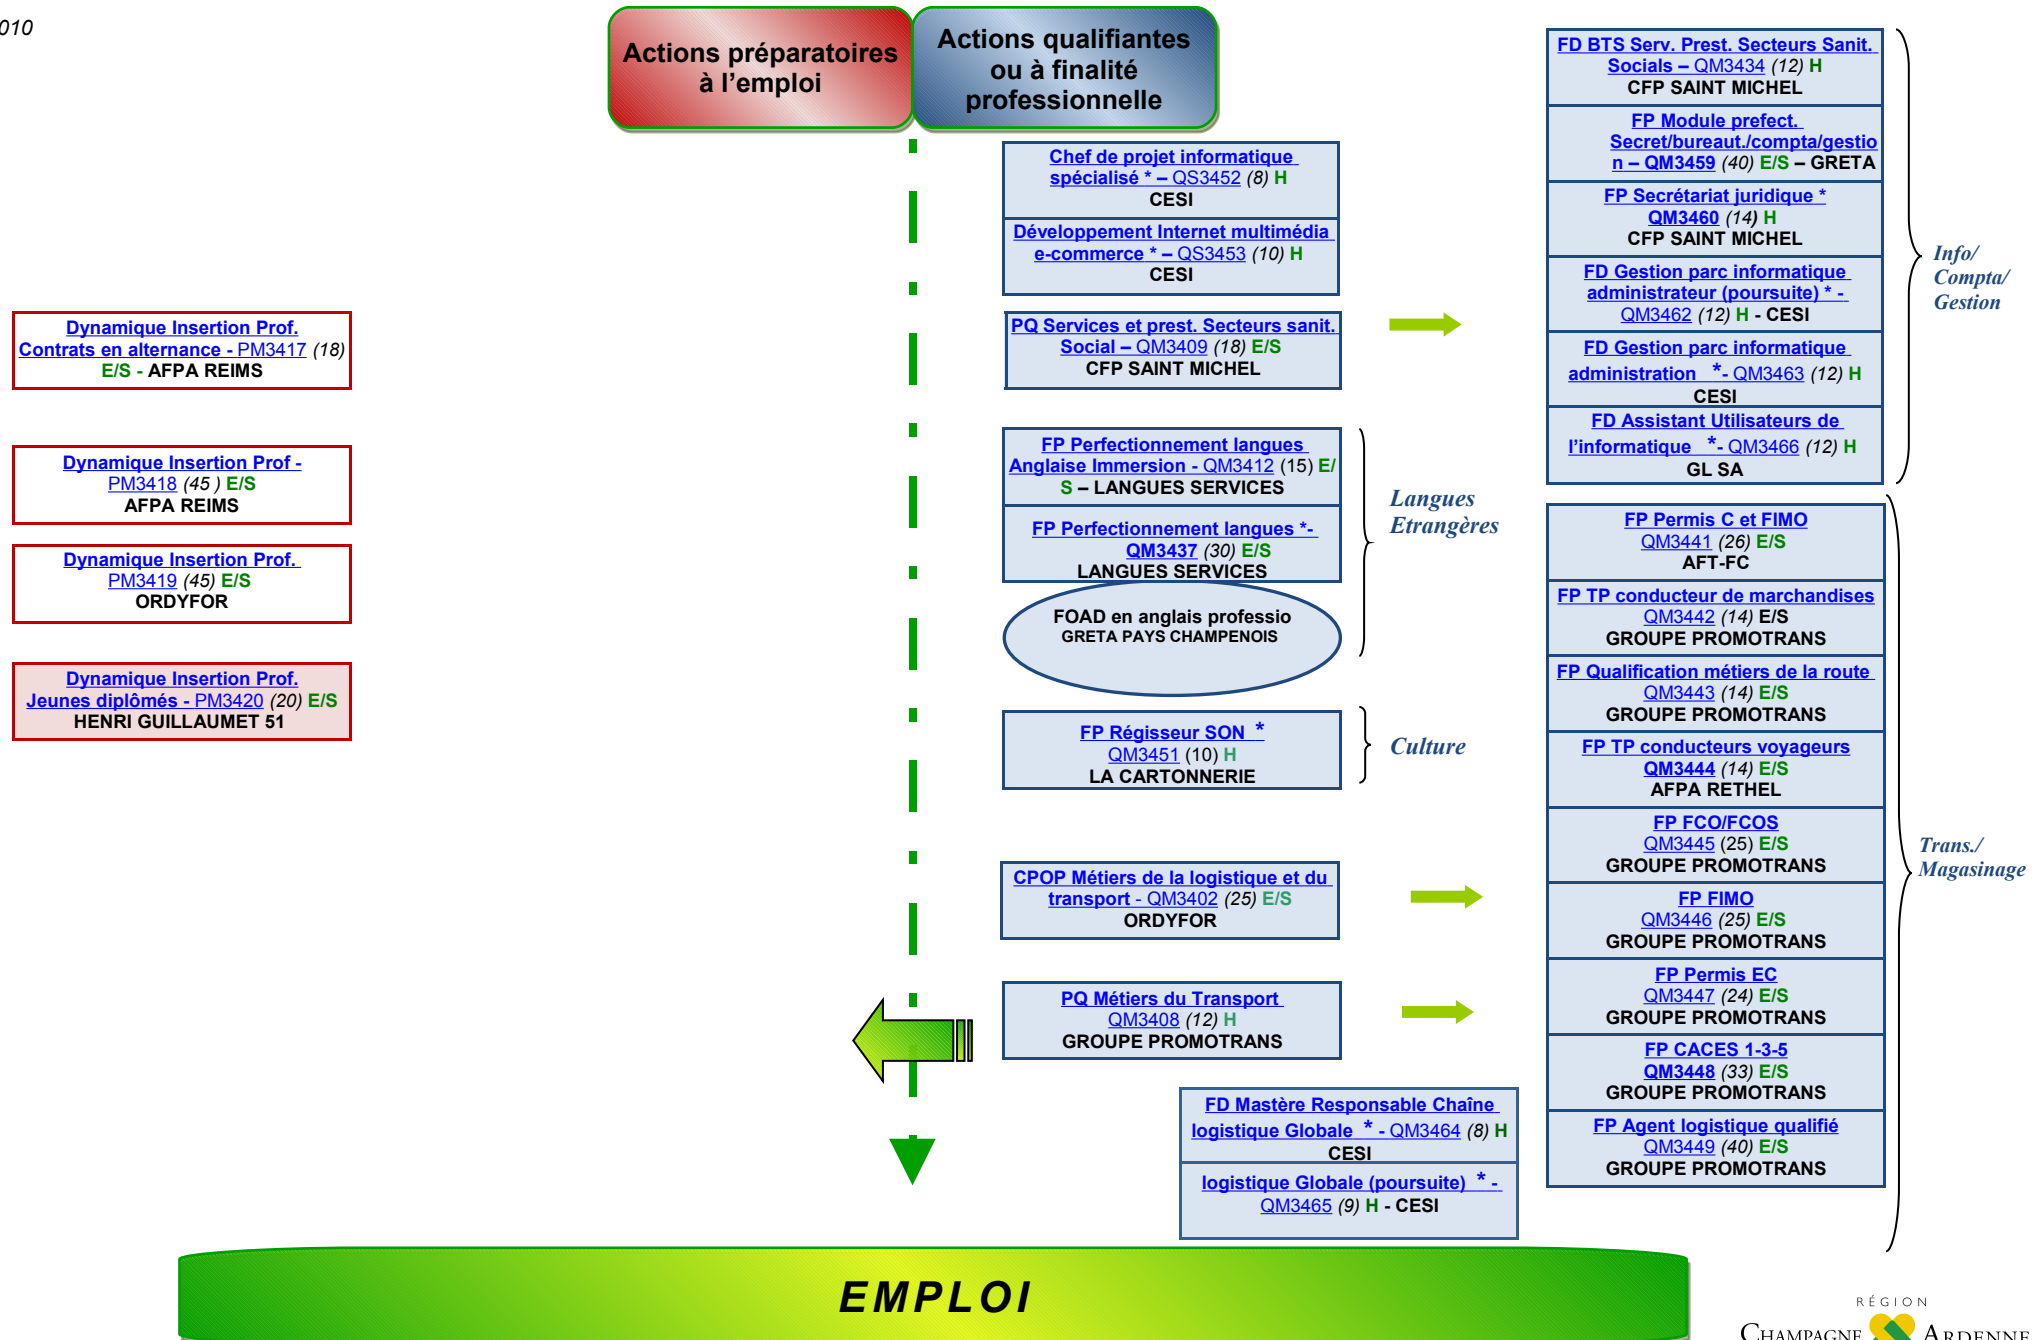 010
Actions préparatoires
à l'emploi
Actions qualifiantes
ou à finalité
professionnelle
Dynamique Insertion Prof.
Contrats en alternance - PM3417 (18)
E/S - AFPA REIMS
Dynamique Insertion Prof -
PM3418 (45 ) E/S
AFPA REIMS
Dynamique Insertion Prof.
PM3419 (45) E/S
ORDYFOR
Dynamique Insertion Prof.
Jeunes diplômés - PM3420 (20) E/S
HENRI GUILLAUMET 51
Chef de projet informatique
spécialisé * – QS3452 (8) H
CESI
Développement Internet multimédia
e-commerce * – QS3453 (10) H
CESI
PQ Services et prest. Secteurs sanit.
Social – QM3409 (18) E/S
CFP SAINT MICHEL
FP Perfectionnement langues
Anglaise Immersion - QM3412 (15) E/
S – LANGUES SERVICES
FP Perfectionnement langues *-
QM3437 (30) E/S
LANGUES SERVICES
FOAD en anglais professio
GRETA PAYS CHAMPENOIS
Langues
Etrangères
FP Régisseur SON *
QM3451 (10) H
LA CARTONNERIE
Culture
CPOP Métiers de la logistique et du
transport - QM3402 (25) E/S
ORDYFOR
PQ Métiers du Transport
QM3408 (12) H
GROUPE PROMOTRANS
FD Mastère Responsable Chaîne
logistique Globale * - QM3464 (8) H
CESI
logistique Globale (poursuite) * -
QM3465 (9) H - CESI
FD BTS Serv. Prest. Secteurs Sanit.
Socials – QM3434 (12) H
CFP SAINT MICHEL
FP Module prefect.
Secret/bureaut./compta/gestio
n – QM3459 (40) E/S – GRETA
FP Secrétariat juridique *
QM3460 (14) H
CFP SAINT MICHEL
FD Gestion parc informatique
administrateur (poursuite) * -
QM3462 (12) H - CESI
FD Gestion parc informatique
administration *- QM3463 (12) H
CESI
FD Assistant Utilisateurs de
l'informatique *- QM3466 (12) H
GL SA
Info/
Compta/
Gestion
FP Permis C et FIMO
QM3441 (26) E/S
AFT-FC
FP TP conducteur de marchandises
QM3442 (14) E/S
GROUPE PROMOTRANS
FP Qualification métiers de la route
QM3443 (14) E/S
GROUPE PROMOTRANS
FP TP conducteurs voyageurs
QM3444 (14) E/S
AFPA RETHEL
FP FCO/FCOS
QM3445 (25) E/S
GROUPE PROMOTRANS
FP FIMO
QM3446 (25) E/S
GROUPE PROMOTRANS
FP Permis EC
QM3447 (24) E/S
GROUPE PROMOTRANS
FP CACES 1-3-5
QM3448 (33) E/S
GROUPE PROMOTRANS
FP Agent logistique qualifié
QM3449 (40) E/S
GROUPE PROMOTRANS
Trans./
Magasinage
EMPLOI
RÉGION
CHAMPAGNE ARDENNE